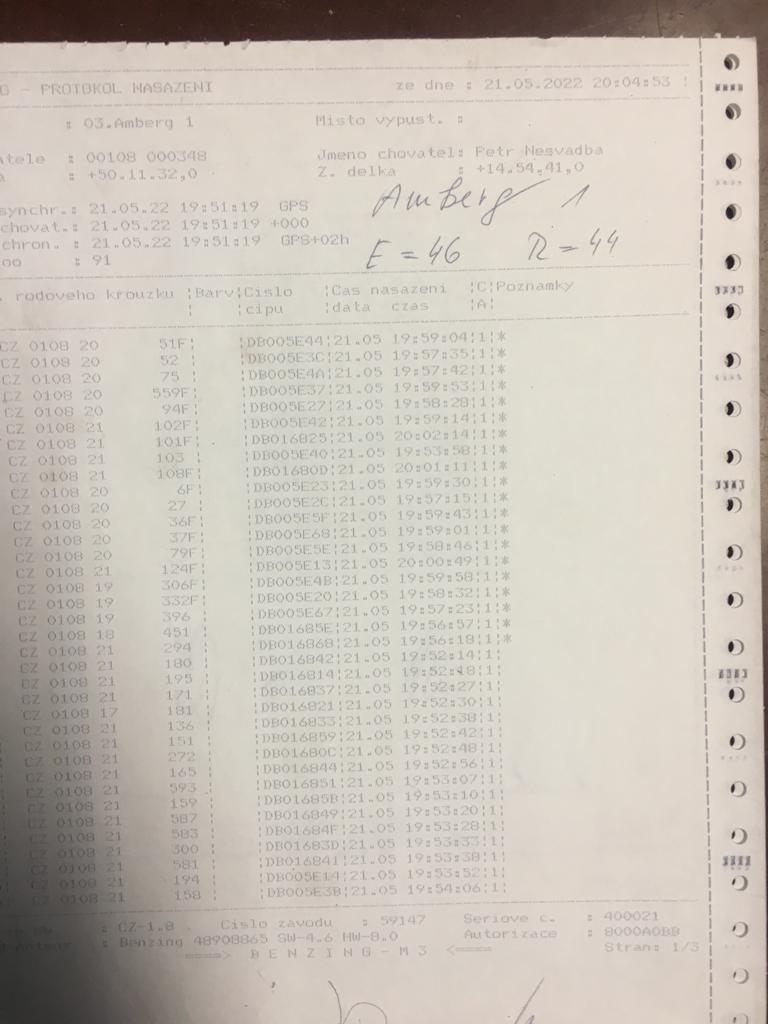 G - PROTOKOL NASAZENI ze dne : 21.05.2022 20:04:53 !
: 03.Amberg 1 Misto vypust. :
atele : 00108 000348 Jmeno chovatel: Petr Nesvadba
a : +50.11.32,0 Z. delka : +14.54.41,0
synchr.: 21.05.22 19:51:19 GPS Amberg 1
chovat.: 21.05.22 19:51:19 +000
chron. : 21.05.22 19:51:19 GPS+02h
oo : 91 E = 46 R = 44
. rodoveho krouzku ¦Barv¦Cislo ¦Cas nasazeni ¦C¦Poznamky
¦ ¦cipu ¦data czas ¦A¦
CZ 0108 20 51F¦ ¦DB005E44¦21.05 19:59:04¦1¦*
CZ 0108 20 52 ¦ ¦DB005E3C¦21.05 19:57:35¦1¦*
CZ 0108 20 75 ¦ ¦DB005E4A¦21.05 19:57:42¦1¦*
CZ 0108 20 559F¦ ¦DB005E37¦21.05 19:59:53¦1¦*
CZ 0108 20 94F¦ ¦DB005E27¦21.05 19:58:28¦1¦*
CZ 0108 21 102F¦ ¦DB005E42¦21.05 19:59:14¦1¦*
CZ 0108 21 101F¦ ¦DB016825¦21.05 20:02:14¦1¦*
CZ 0108 21 103 ¦ ¦DB005E40¦21.05 19:53:58¦1¦*
CZ 0108 21 108F¦ ¦DB01680D¦21.05 20:01:11¦1¦*
CZ 0108 20 6F¦ ¦DB005E23¦21.05 19:59:30¦1¦*
CZ 0108 20 27 ¦ ¦DB005E2C¦21.05 19:57:15¦1¦*
CZ 0108 20 36F¦ ¦DB005E5F¦21.05 19:59:43¦1¦*
CZ 0108 20 37F¦ ¦DB005E68¦21.05 19:59:01¦1¦*
CZ 0108 20 79F¦ ¦DB005E5E¦21.05 19:58:46¦1¦*
CZ 0108 21 124F¦ ¦DB005E13¦21.05 20:00:49¦1¦*
CZ 0108 19 306F¦ ¦DB005E4B¦21.05 19:59:58¦1¦*
CZ 0108 19 332F¦ ¦DB005E20¦21.05 19:58:32¦1¦*
CZ 0108 19 396 ¦ ¦DB005E67¦21.05 19:57:23¦1¦*
CZ 0108 18 451 ¦ ¦DB01685E¦21.05 19:56:57¦1¦*
CZ 0108 21 294 ¦ ¦DB016868¦21.05 19:56:18¦1¦*
CZ 0108 21 180 ¦ ¦DB016842¦21.05 19:52:14¦1¦
CZ 0108 21 195 ¦ ¦DB016814¦21.05 19:52:18¦1¦
CZ 0108 21 171 ¦ ¦DB016837¦21.05 19:52:27¦1¦
CZ 0108 17 181 ¦ ¦DB016821¦21.05 19:52:30¦1¦
CZ 0108 21 136 ¦ ¦DB016833¦21.05 19:52:38¦1¦
CZ 0108 21 151 ¦ ¦DB016859¦21.05 19:52:42¦1¦
CZ 0108 21 272 ¦ ¦DB01680C¦21.05 19:52:48¦1¦
CZ 0108 21 165 ¦ ¦DB016844¦21.05 19:52:56¦1¦
CZ 0108 21 593 ¦ ¦DB016851¦21.05 19:53:07¦1¦
CZ 0108 21 159 ¦ ¦DB01685B¦21.05 19:53:10¦1¦
CZ 0108 21 587 ¦ ¦DB016849¦21.05 19:53:20¦1¦
CZ 0108 21 583 ¦ ¦DB01684F¦21.05 19:53:28¦1¦
CZ 0108 21 300 ¦ ¦DB01683D¦21.05 19:53:33¦1¦
CZ 0108 21 581 ¦ ¦DB016841¦21.05 19:53:38¦1¦
CZ 0108 21 194 ¦ ¦DB005E14¦21.05 19:53:52¦1¦
CZ 0108 21 158 ¦ ¦DB005E3B¦21.05 19:54:06¦1¦
SW : CZ-1.8 Cislo zavodu : 59147 Seriove c. : 400021
: Benzing 48908865 SW-4.6 HW-8.0 Autorizace : 8000A0BB
====> B E N Z I N G - M 3 <==== Stran: 1/3